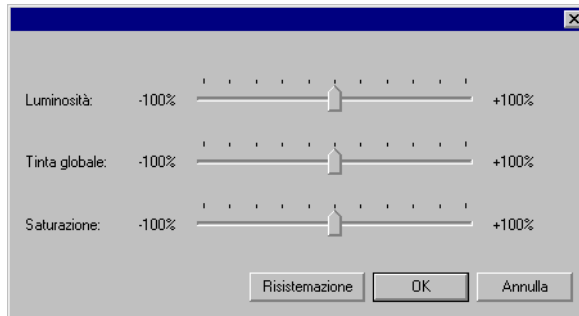 Luminosità: -100% +100%
Tinta globale: -100% +100%
Saturazione: -100% +100%
Risistemazione OK Annulla